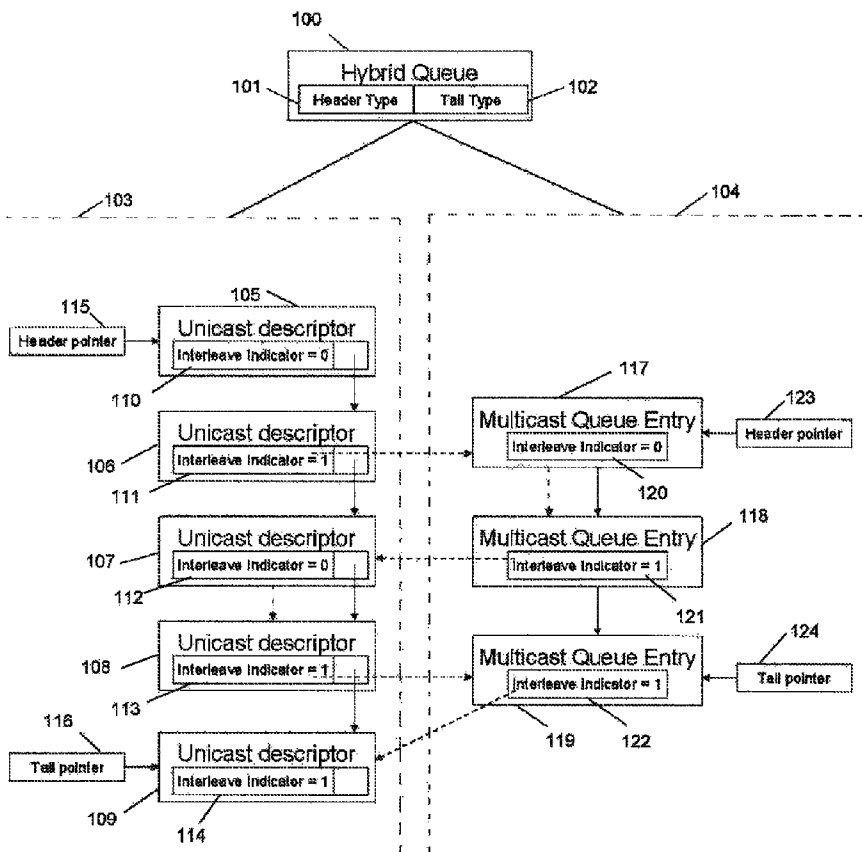 100
Hybrid Queue
101
Header Type
Tail Type
102
103
104
105
115
Unicast descriptor
Header pointer
Interleave Indicator = 0
110
117
123
Unicast descriptor
Multicast Queue Entry
Header pointer
106
Interleave Indicator = 1
Interleave Indicator = 0
111
120
118
Unicast descriptor
Multicast Queue Entry
107
Interleave Indicator = 0
Interleave Indicator = 1
112
121
124
Unicast descriptor
Multicast Queue Entry
108
Interleave Indicator = 1
Interleave Indicator = 1
Tail pointer
113
119
122
116
Unicast descriptor
Tail pointer
Interleave Indicator = 1
109
114